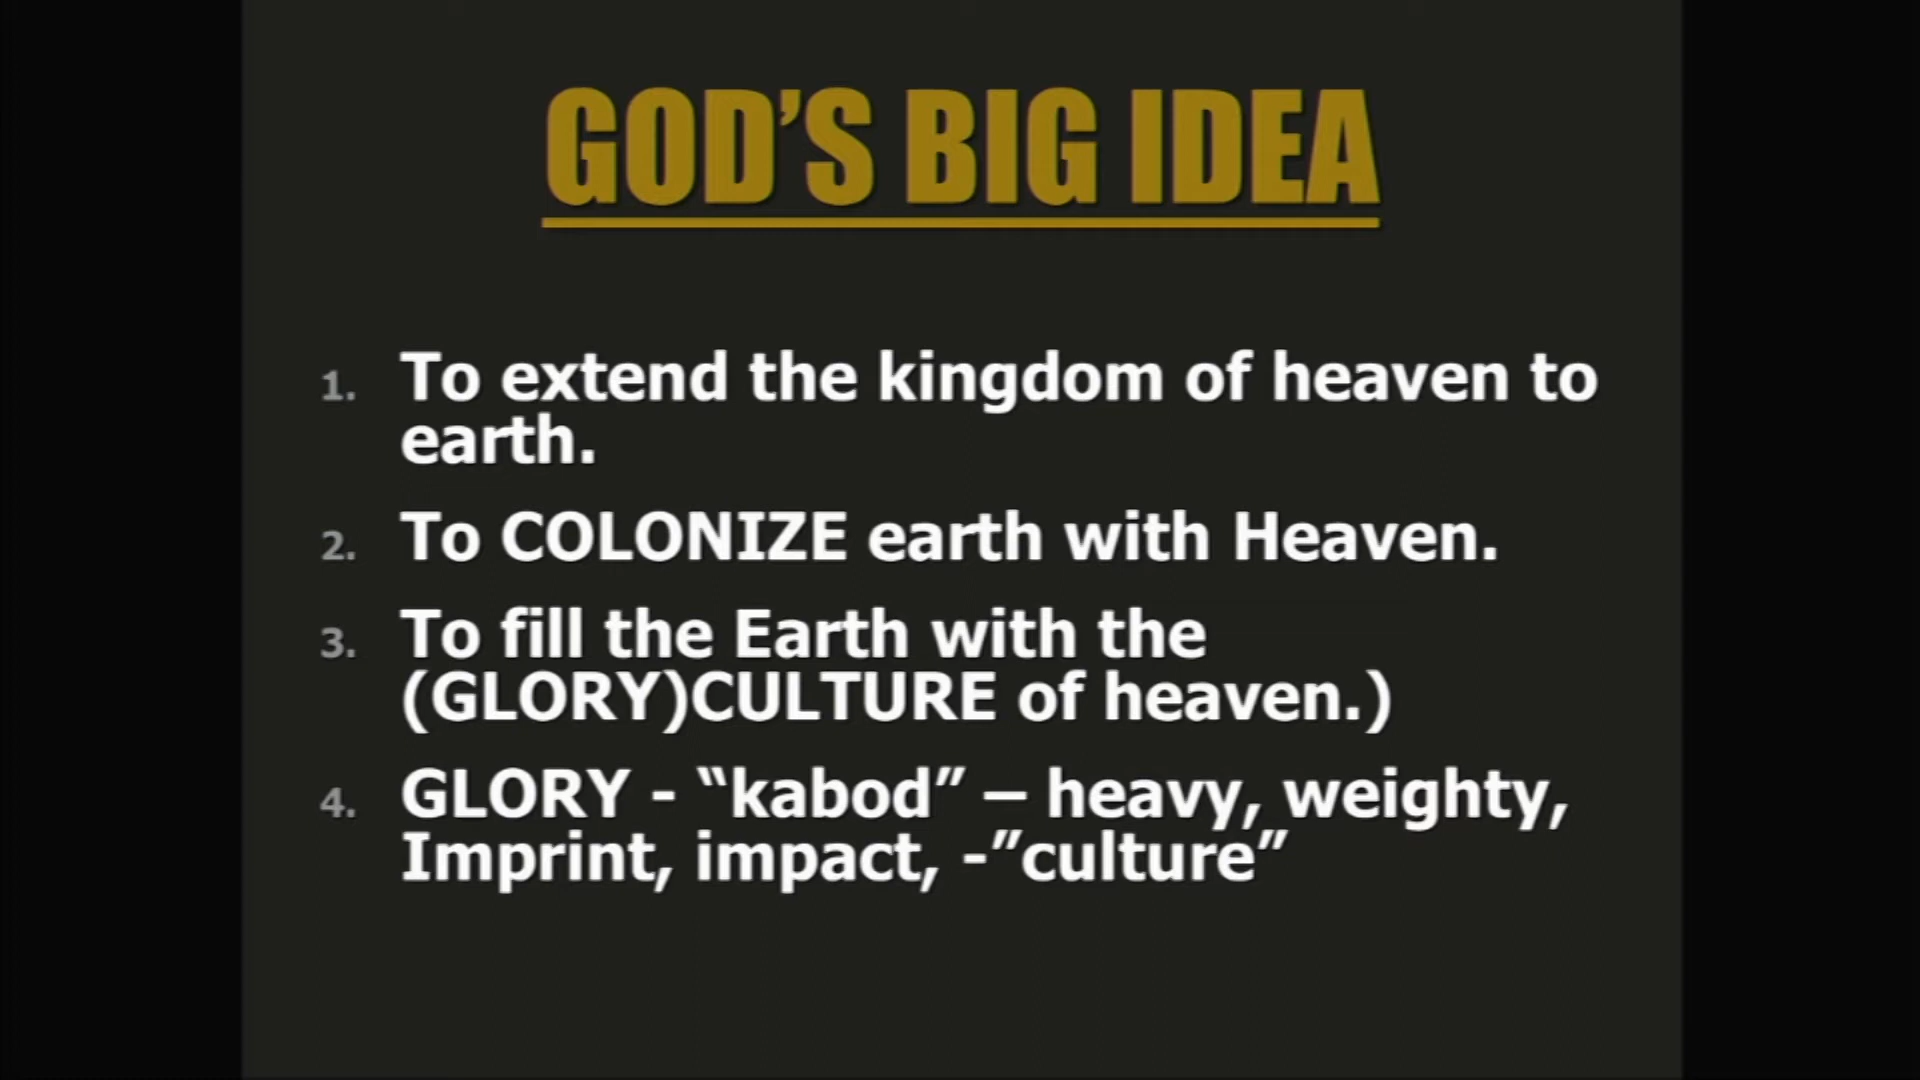 GOD’S BIG IDEA
1. To extend the kingdom of heaven to
earth.
2. To COLONIZE earth with Heaven.
3. To fill the Earth with the
(GLORY)CULTURE of heaven.)
4. GLORY - “kabod” – heavy, weighty,
Imprint, impact, -”culture”